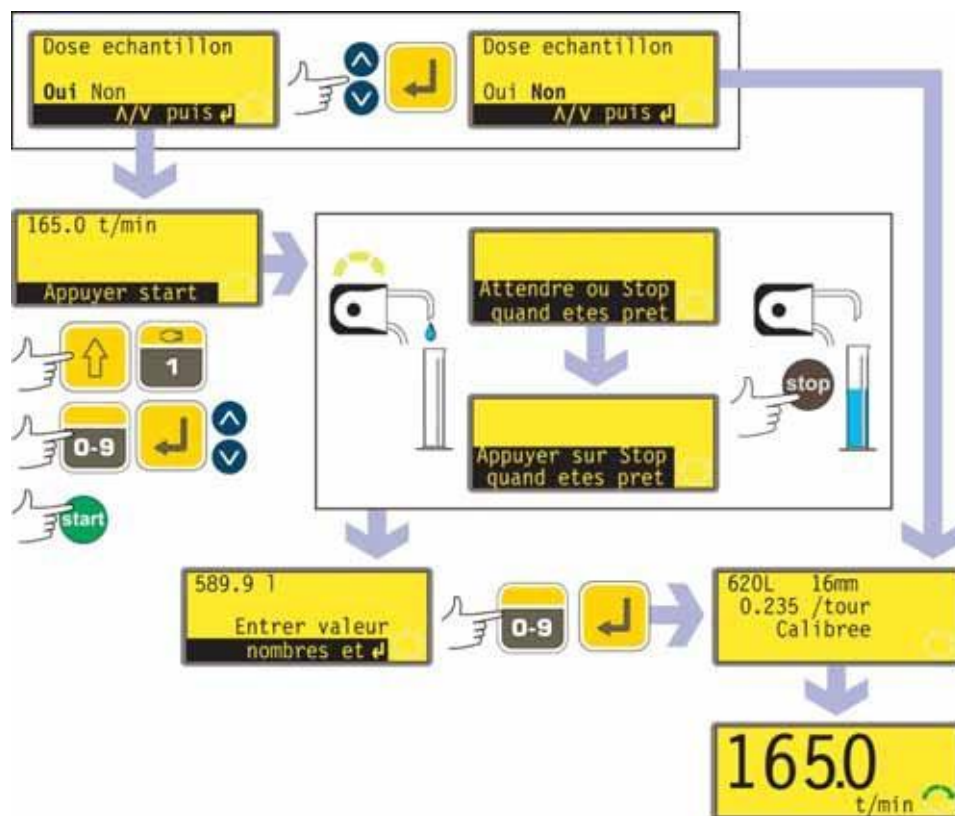 Dose echantillon
Oui Non
Λ/V puis ↲
Dose echantillon
Oui Non
Λ/V puis ↲
165.0 t/min
Appuyer start
1
0-9
start
Attendre ou Stop
quand etes pret
stop
Appuyer sur Stop
quand etes pret
589.9 l
Entrer valeur
nombres et ↲
0-9
620L 16mm
0.235 /tour
Calibree
165.0
t/min